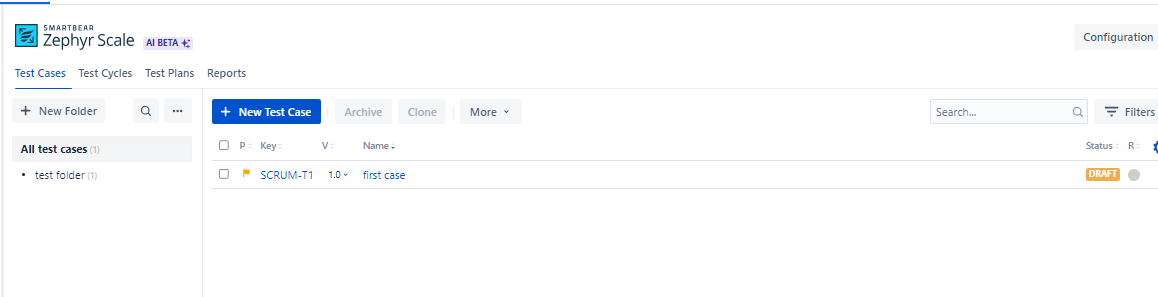 SMARTBEAR
Zephyr Scale AI BETA
Configuration
Test Cases Test Cycles Test Plans Reports
+ New Folder ...
+ New Test Case Archive Clone More Search... Filters
All test cases (1)
P Key V Name Status R
• test folder (1)
SCRUM-T1 1.0 first case DRAFT